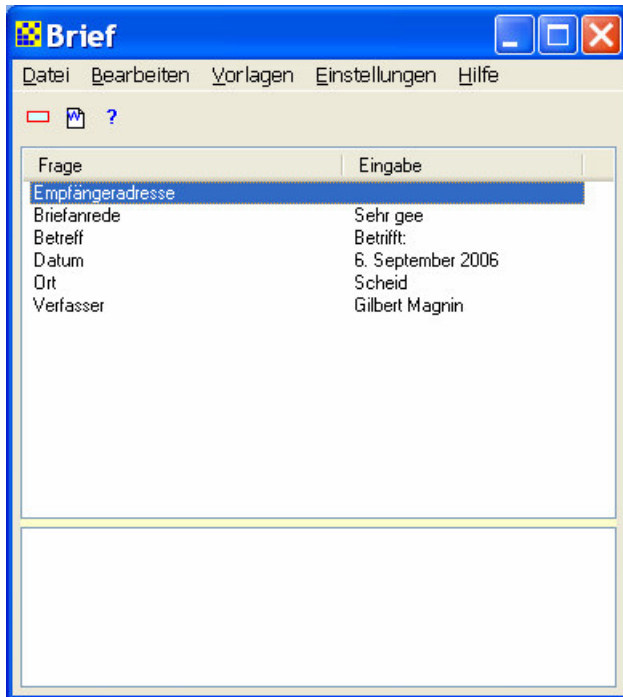 Brief
Datei Bearbeiten Vorlagen Einstellungen Hilfe
?
Frage Eingabe
Empfängeradresse
Briefanrede Sehr gee
Betreff Betrifft:
Datum 6. September 2006
Ort Scheid
Verfasser Gilbert Magnin